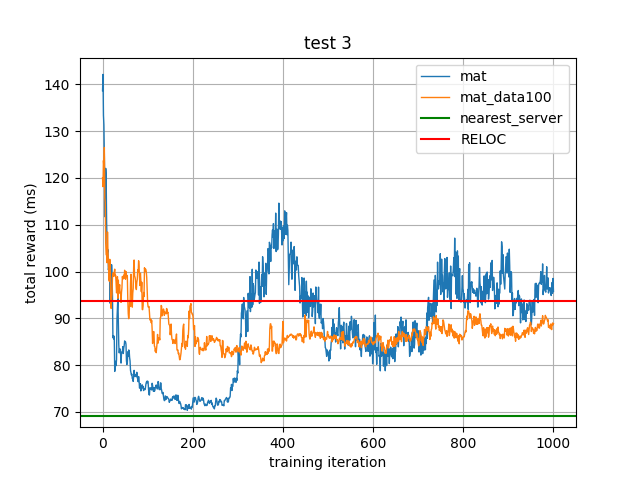 test 3
mat
mat_data100
nearest_server
RELOC
total reward (ms)
140
130
120
110
100
90
80
70
0
200
400
600
800
1000
training iteration